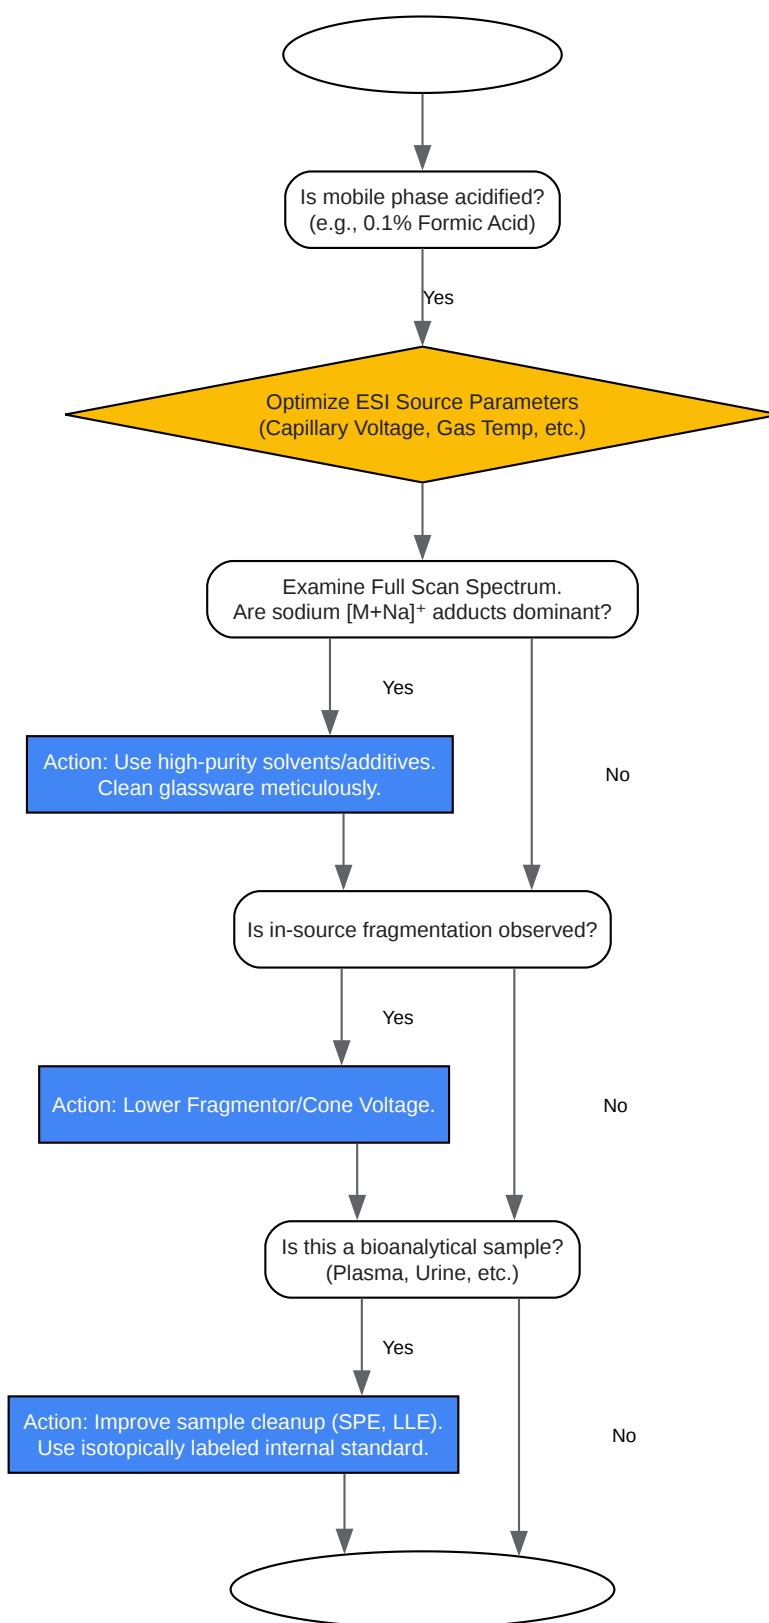 Is mobile phase acidified?
(e.g., 0.1% Formic Acid)
Yes
Optimize ESI Source Parameters
(Capillary Voltage, Gas Temp, etc.)
Examine Full Scan Spectrum.
Are sodium [M+Na]⁺ adducts dominant?
Yes
Action: Use high-purity solvents/additives.
Clean glassware meticulously.
No
Is in-source fragmentation observed?
Yes
Action: Lower Fragmentor/Cone Voltage.
No
Is this a bioanalytical sample?
(Plasma, Urine, etc.)
Yes
Action: Improve sample cleanup (SPE, LLE).
Use isotopically labeled internal standard.
No